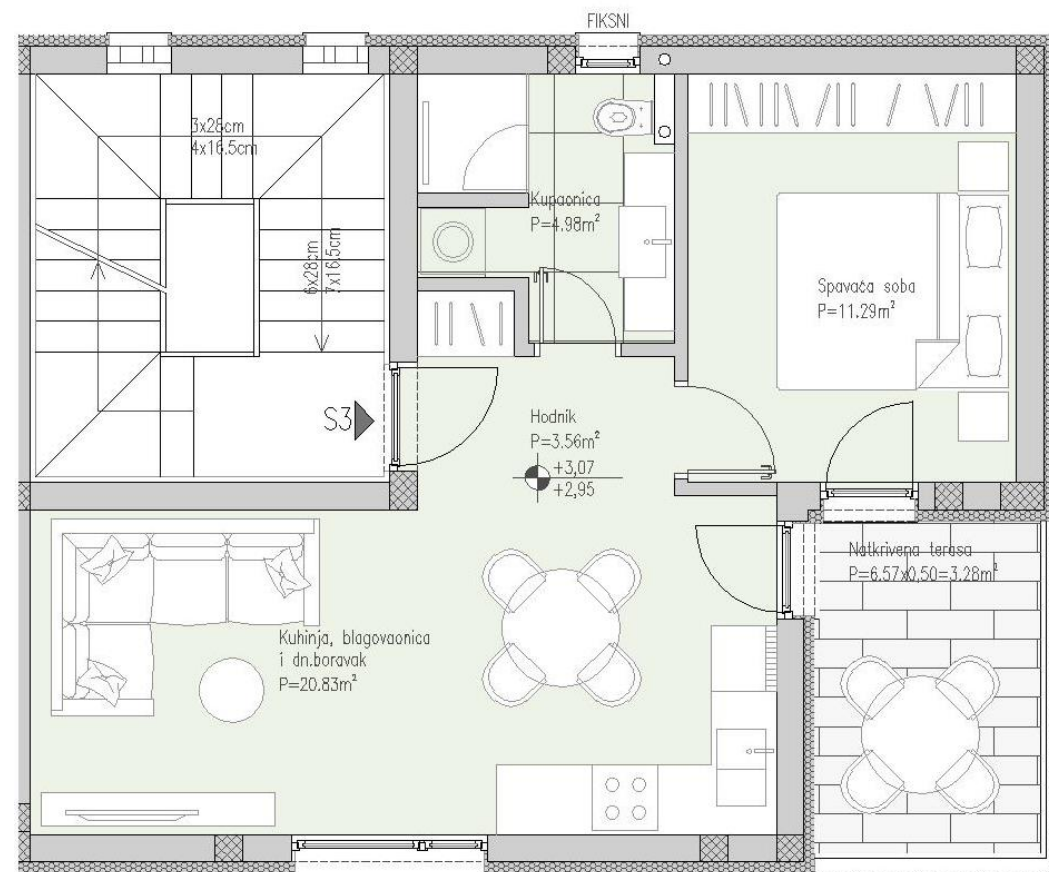 FIKSNI
3x28cm
4x16.5cm
6x28cm
7x16.5cm
Kupaonica
P=4.98m²
Spavaća soba
P=11.29m²
S3
Hodnik
P=3.56m²
+3,07
+2,95
Natkrivena terasa
P=6.57x0,50=3.28m²
Kuhinja, blagovaonica
i dn.boravak
P=20.83m²